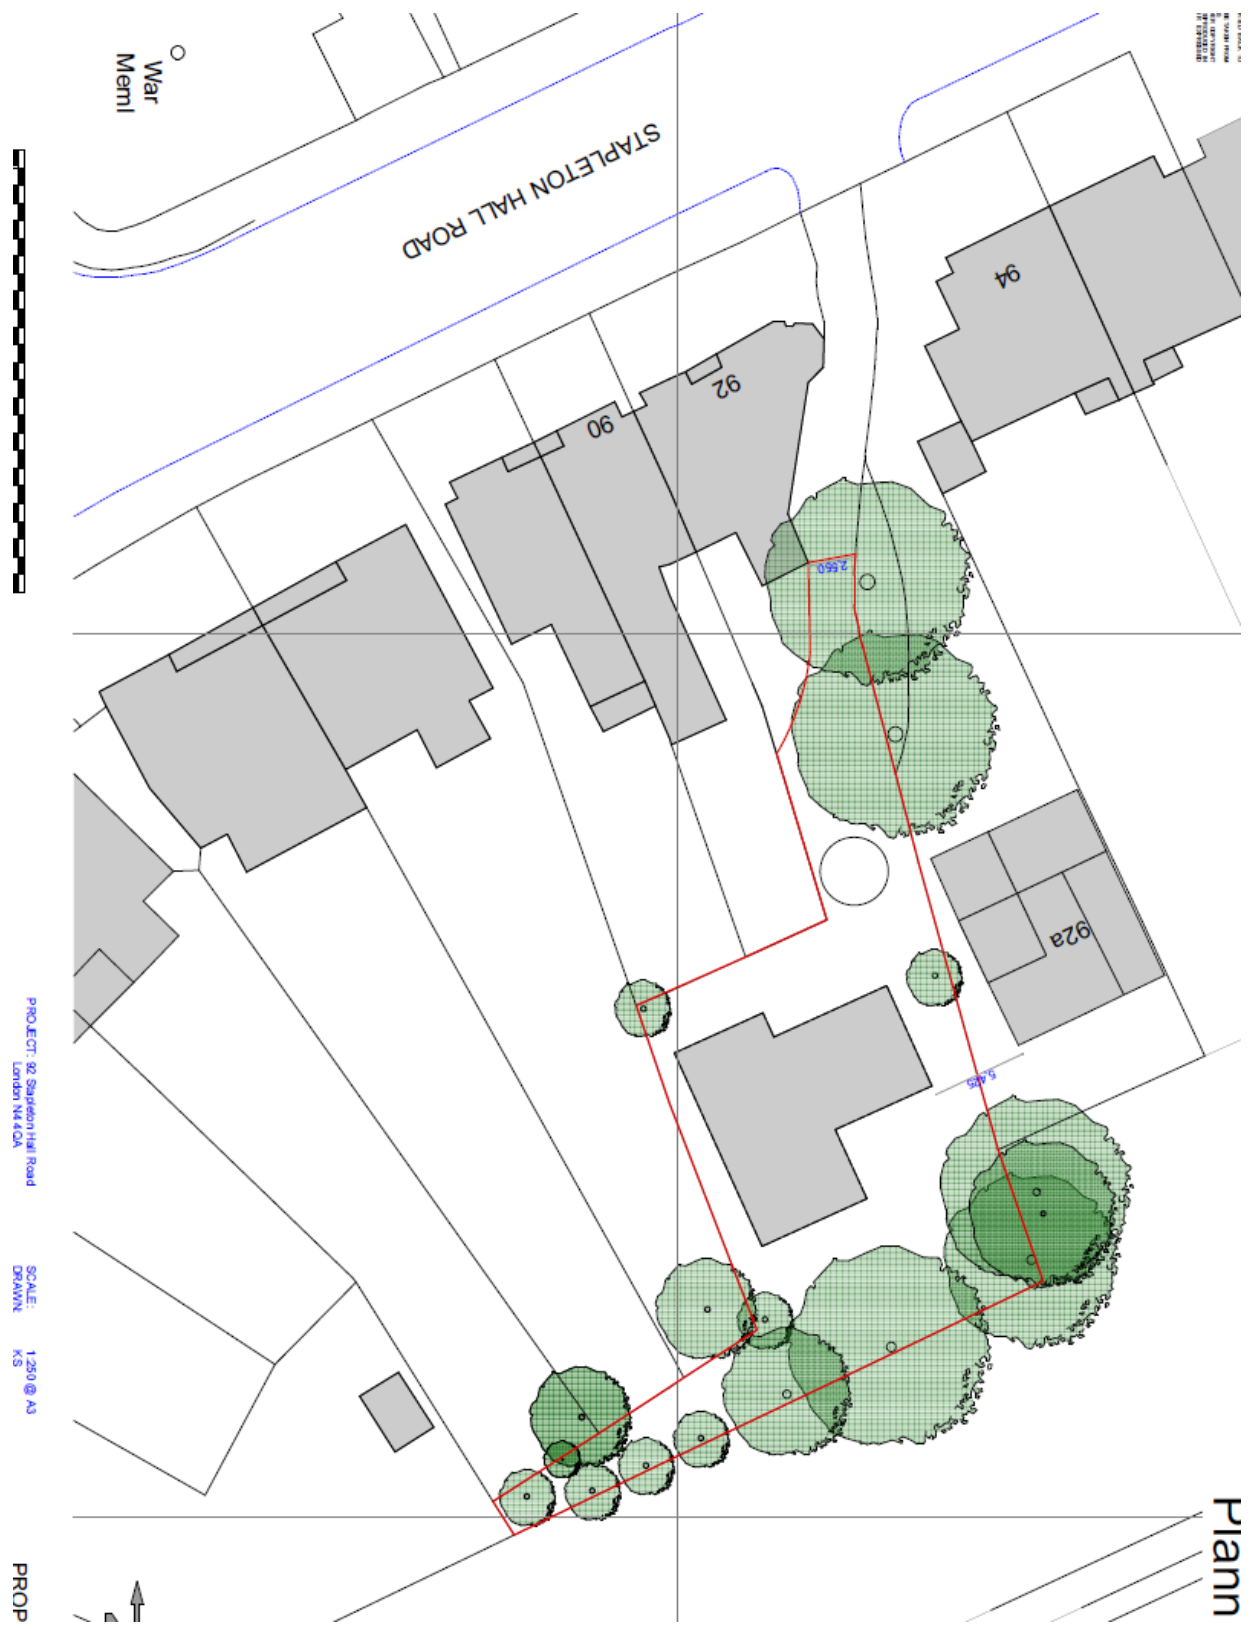 War
Meml
STAPLETON HALL ROAD
94
92
90
2.550
92a
5.425
PROJECT: 92 Stapleton Hall Road
London N4 4QA
SCALE: 1:250 @ A3
DRAWN: KS
Plann
PROP